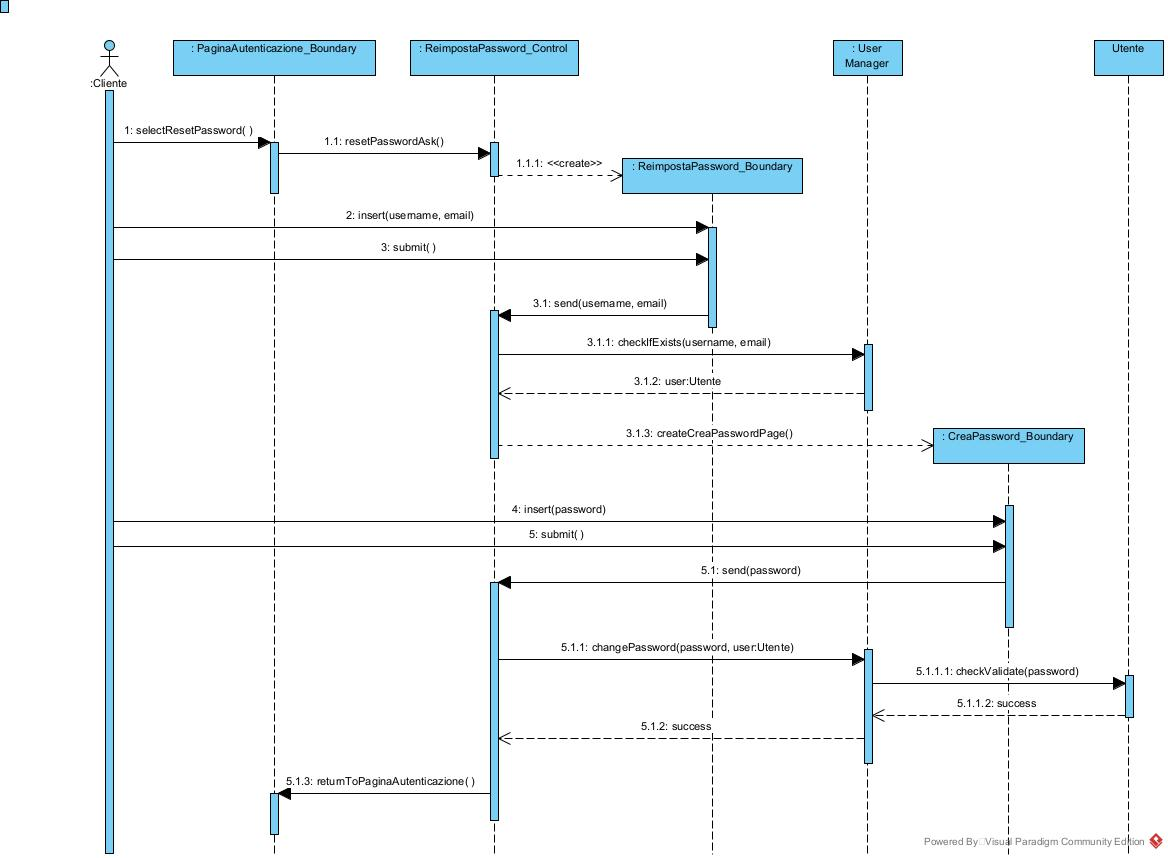 : PaginaAutenticazione_Boundary
: ReimpostaPassword_Control
: User
Manager
Utente
:Cliente
1: selectResetPassword( )
1.1: resetPasswordAsk()
1.1.1: <<create>>
: ReimpostaPassword_Boundary
2: insert(username, email)
3: submit( )
3.1: send(username, email)
3.1.1: checkIfExists(username, email)
3.1.2: user:Utente
3.1.3: createCreaPasswordPage()
: CreaPassword_Boundary
4: insert(password)
5: submit( )
5.1: send(password)
5.1.1: changePassword(password, user:Utente)
5.1.1.1: checkValidate(password)
5.1.1.2: success
5.1.2: success
5.1.3: returnToPaginaAutenticazione( )
Powered By Visual Paradigm Community Edition